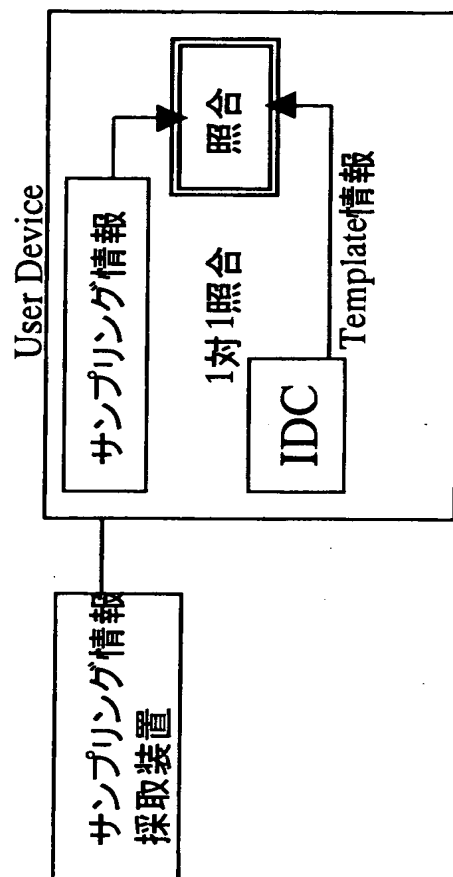 User Device
サンプリング情報
採取装置
サンプリング情報
照合
1対1照合
IDC
Template情報